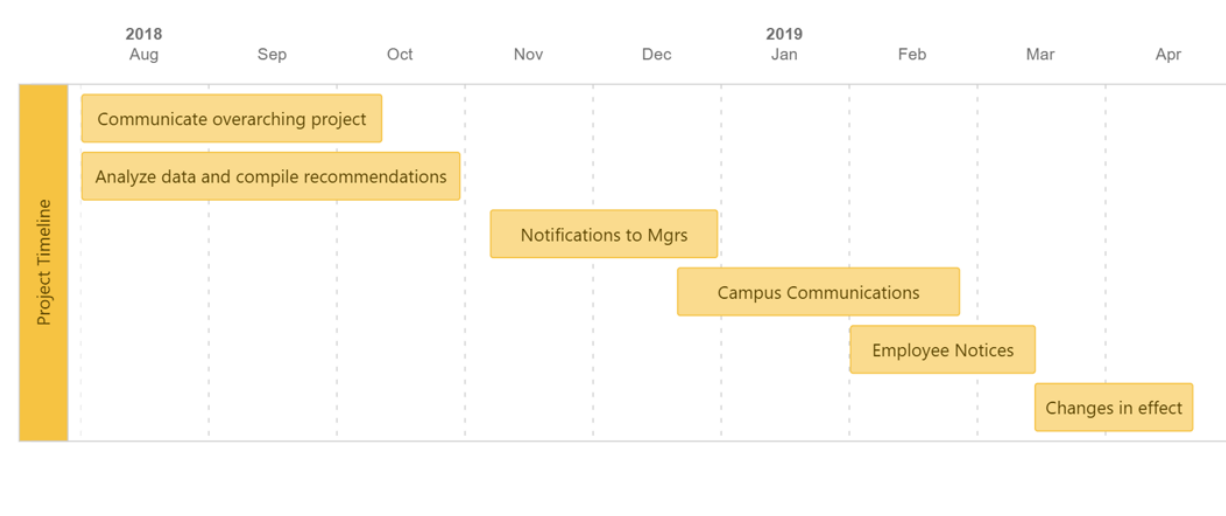 2018
2019
Aug
Sep
Oct
Nov
Dec
Jan
Feb
Mar
Apr
Project Timeline
Communicate overarching project
Analyze data and compile recommendations
Notifications to Mgrs
Campus Communications
Employee Notices
Changes in effect